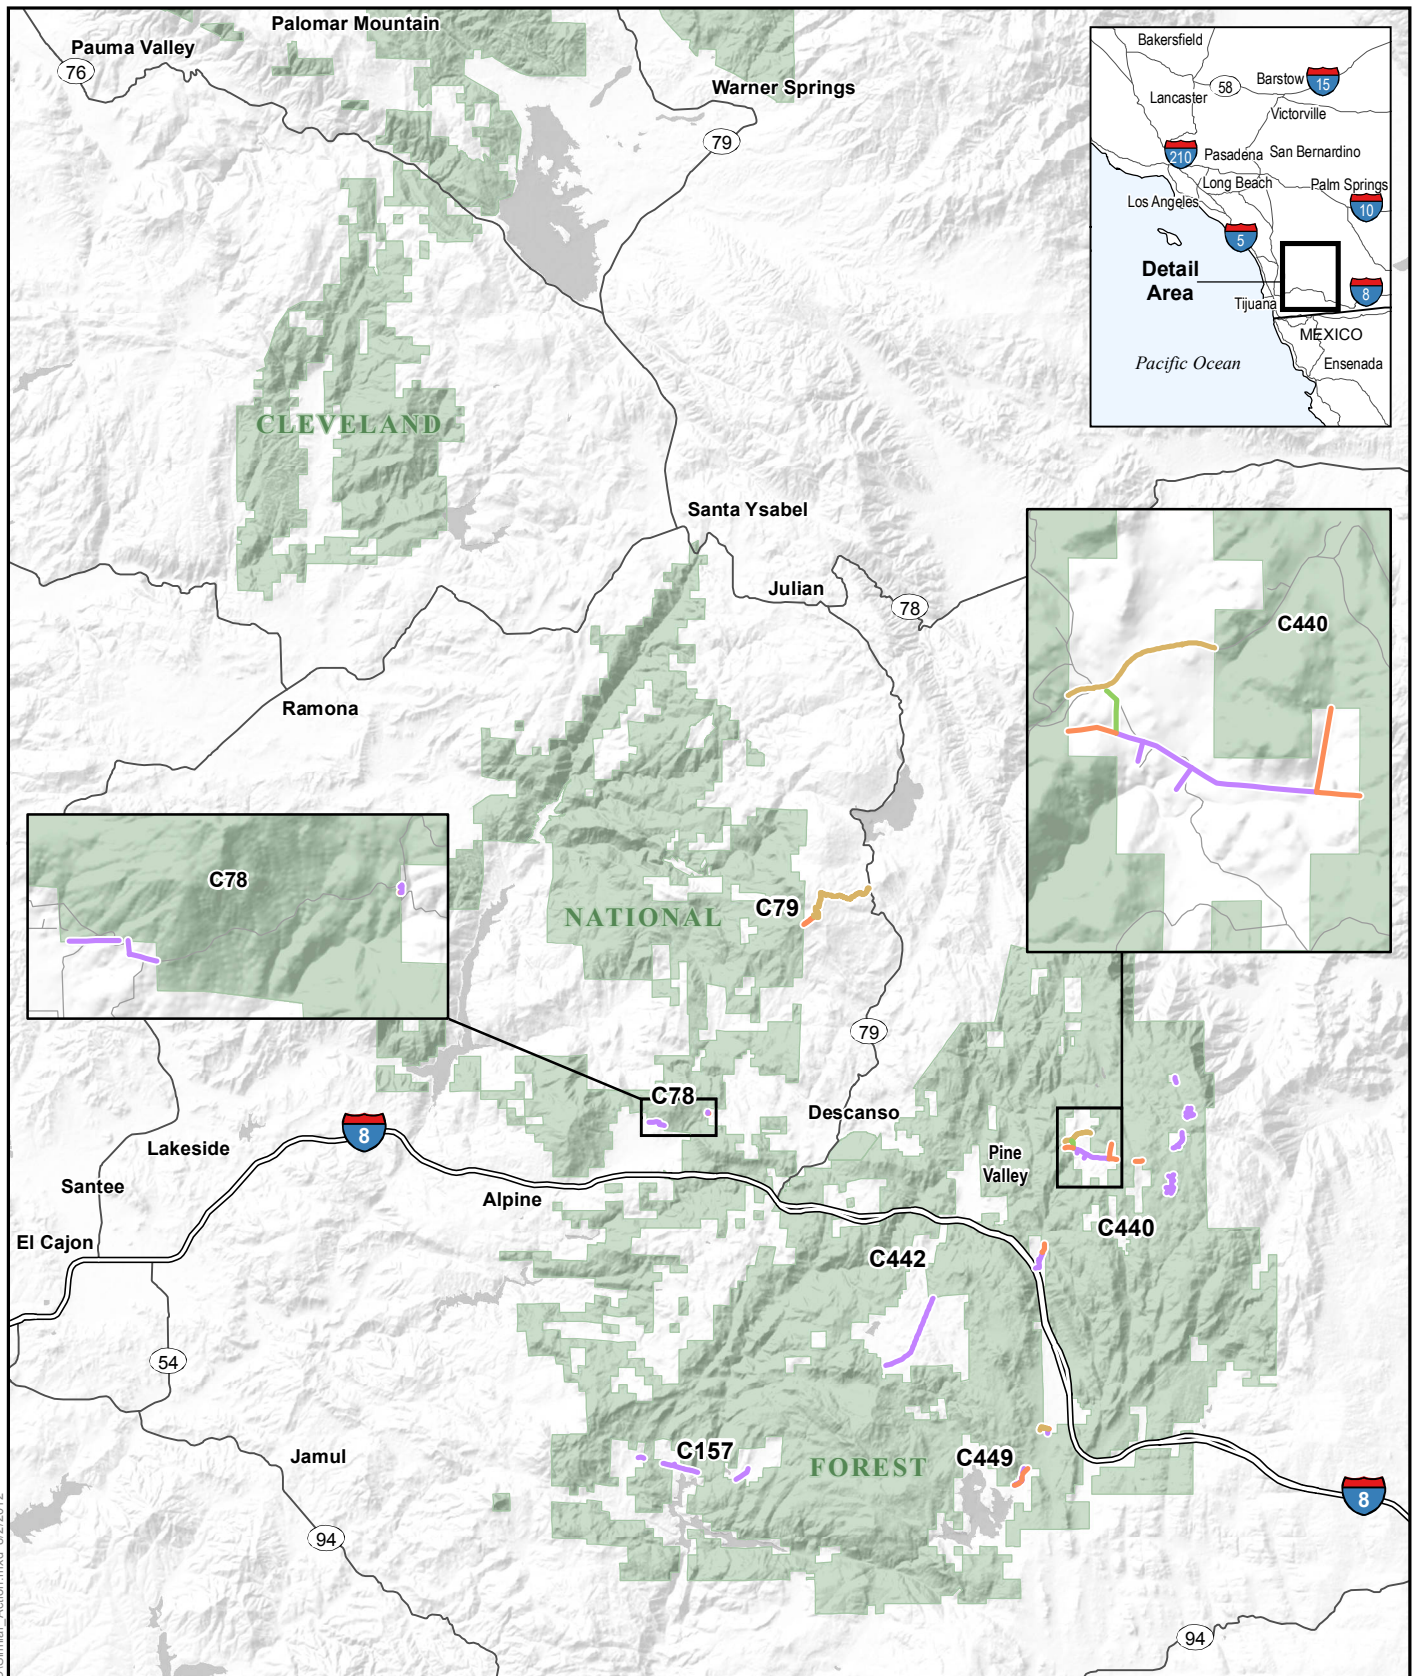 Palomar Mountain
Pauma Valley
76
Warner Springs
79
Bakersfield
58
Barstow
15
Lancaster
Victorville
210
Pasadena
San Bernardino
Long Beach
Palm Springs
Los Angeles
10
5
Detail
Area
8
Tijuana
MEXICO
Pacific Ocean
Ensenada
CLEVELAND
Santa Ysabel
Julian
78
C440
Ramona
C78
C79
NATIONAL
79
C78
Descanso
8
Lakeside
Pine
Valley
Santee
Alpine
El Cajon
C440
C442
54
Jamul
C157
FOREST
C449
8
94
94